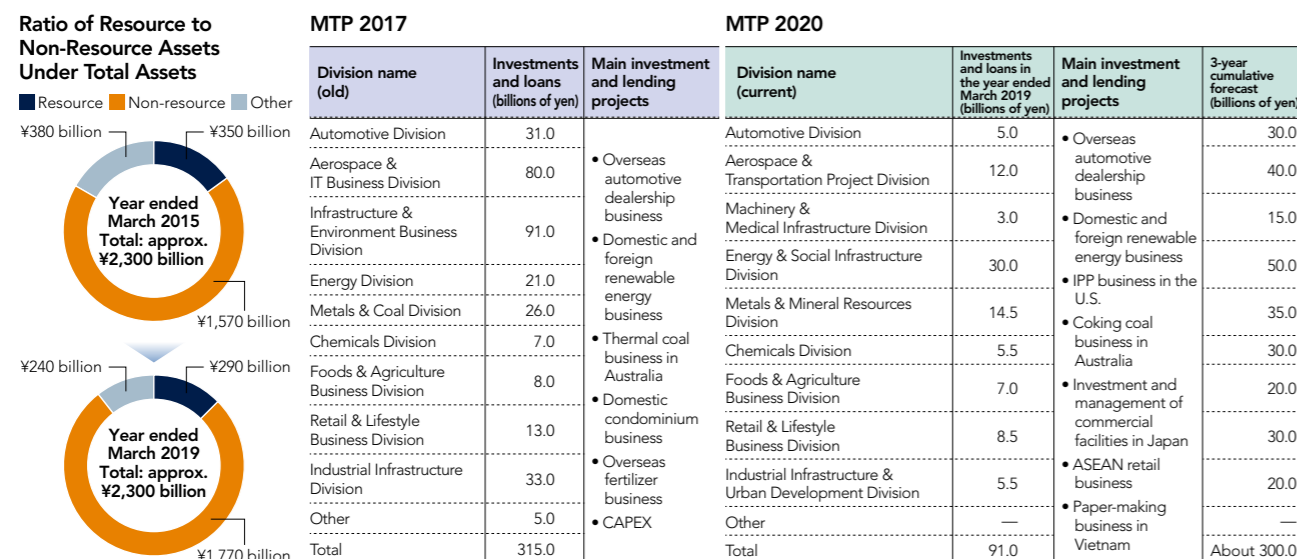 Ratio of Resource to
Non-Resource Assets
Under Total Assets
Resource Non-resource Other
¥380 billion ¥350 billion
Year ended
March 2015
Total: approx.
¥2,300 billion
¥1,570 billion
¥240 billion ¥290 billion
Year ended
March 2019
Total: approx.
¥2,300 billion
¥1,770 billion
MTP 2017
Division name
(old)
Investments
and loans
(billions of yen)
Main investment
and lending
projects
Automotive Division 31.0
Aerospace &
IT Business Division 80.0
Infrastructure &
Environment Business
Division 91.0
Energy Division 21.0
Metals & Coal Division 26.0
Chemicals Division 7.0
Foods & Agriculture
Business Division 8.0
Retail & Lifestyle
Business Division 13.0
Industrial Infrastructure
Division 33.0
Other 5.0
Total 315.0
• Overseas
automotive
dealership
business
• Domestic and
foreign
renewable
energy
business
• Thermal coal
business in
Australia
• Domestic
condominium
business
• Overseas
fertilizer
business
• CAPEX
MTP 2020
Division name
(current)
Investments
and loans in
the year ended
March 2019
(billions of yen)
Main investment
and lending
projects
3-year
cumulative
forecast
(billions of yen)
Automotive Division 5.0 30.0
Aerospace &
Transportation Project Division 12.0 40.0
Machinery &
Medical Infrastructure Division 3.0 15.0
Energy & Social Infrastructure
Division 30.0 50.0
Metals & Mineral Resources
Division 14.5 35.0
Chemicals Division 5.5 30.0
Foods & Agriculture
Business Division 7.0 20.0
Retail & Lifestyle
Business Division 8.5 30.0
Industrial Infrastructure &
Urban Development Division 5.5 20.0
Other — —
Total 91.0 About 300.0
• Overseas
automotive
dealership
business
• Domestic and
foreign renewable
energy business
• IPP business in the
U.S.
• Coking coal
business in
Australia
• Investment and
management of
commercial
facilities in Japan
• ASEAN retail
business
• Paper-making
business in
Vietnam